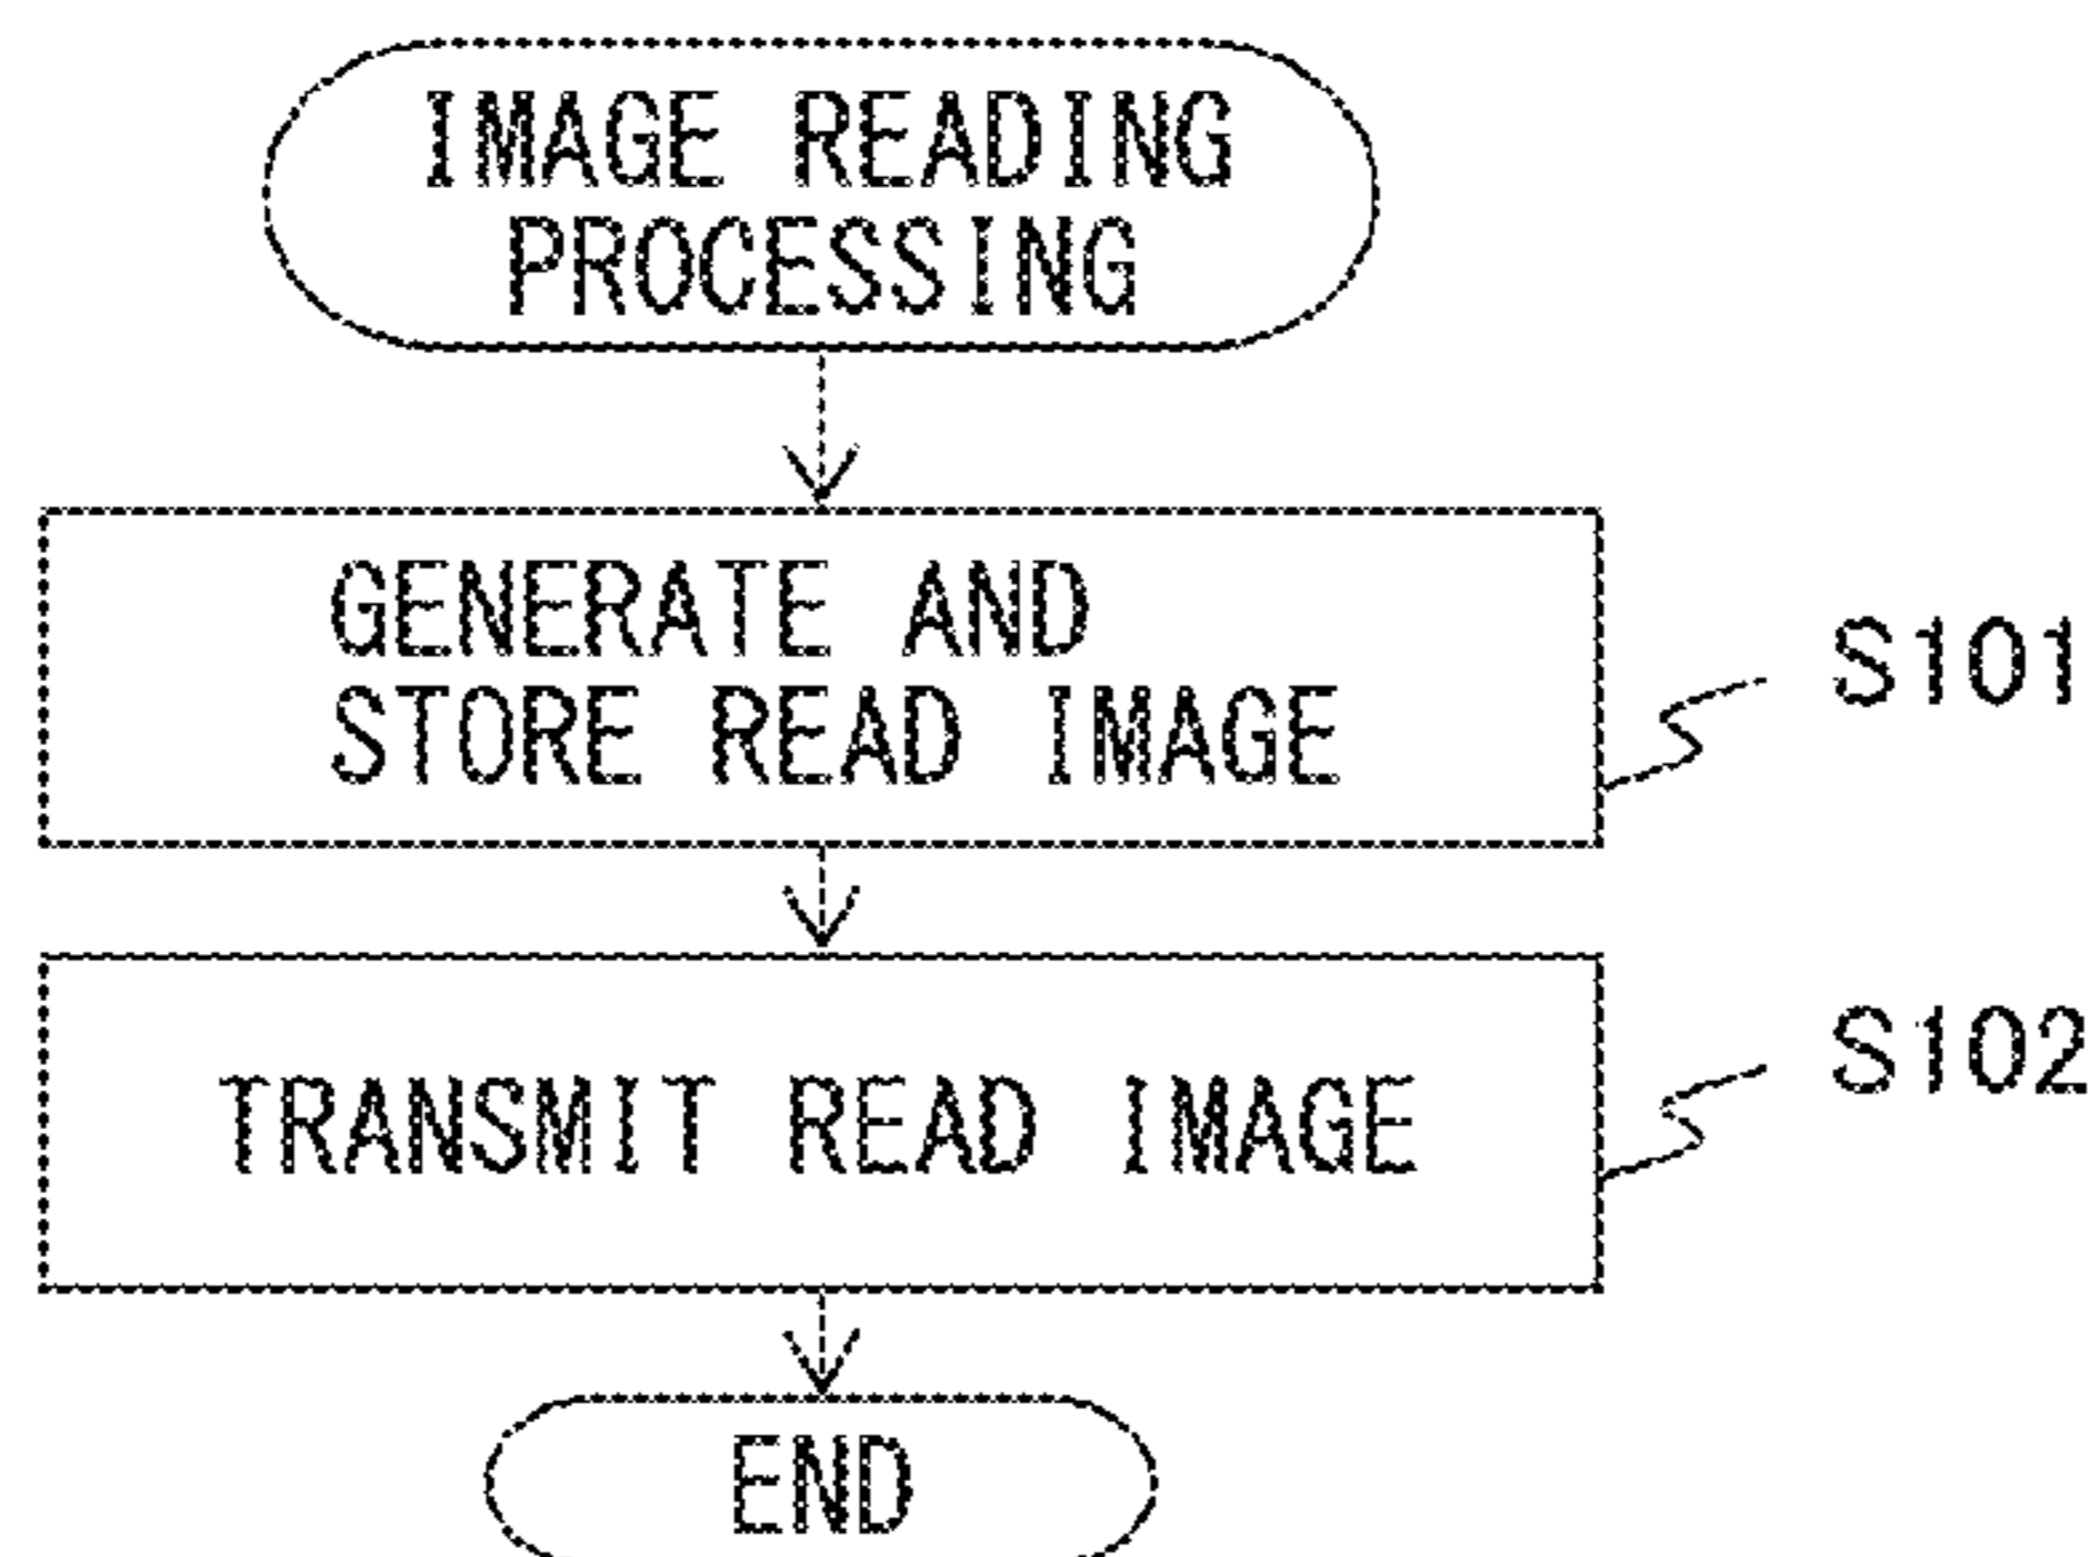 IMAGE READING
PROCESSING
GENERATE AND
STORE READ IMAGE
S101
TRANSMIT READ IMAGE
S102
END